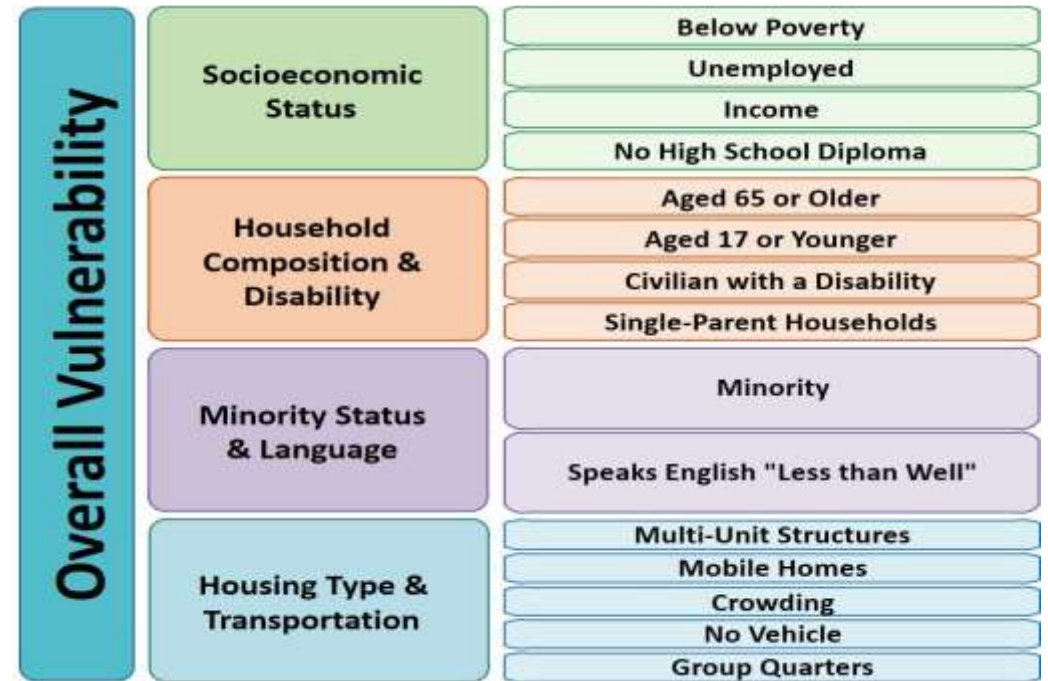 Overall Vulnerability
Socioeconomic
Status
Below Poverty
Unemployed
Income
No High School Diploma
Household
Composition &
Disability
Aged 65 or Older
Aged 17 or Younger
Civilian with a Disability
Single-Parent Households
Minority Status
& Language
Minority
Speaks English "Less than Well"
Housing Type &
Transportation
Multi-Unit Structures
Mobile Homes
Crowding
No Vehicle
Group Quarters